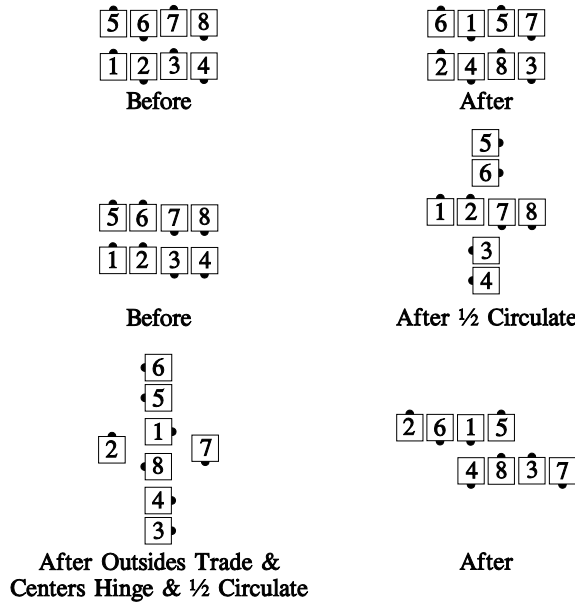 5 6 7 8 6 1 5 7
1 2 3 4 2 4 8 3
Before After
5
6
5 6 7 8 1 2 7 8
1 2 3 4 3
4
Before After ½ Circulate
6
5
1
2 7
8
4
3
2 6 1 5
4 8 3 7
After Outsides Trade &
Centers Hinge & ½ Circulate
After